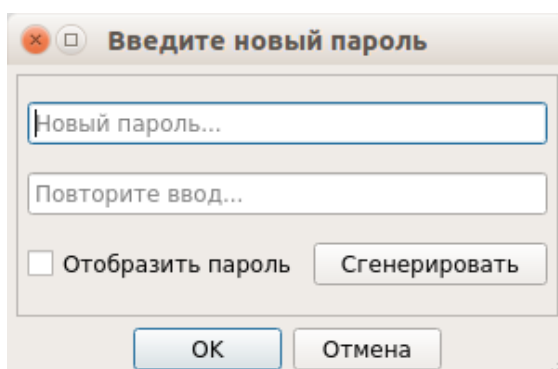 Введите новый пароль
Новый пароль...
Повторите ввод...
Отобразить пароль Сгенерировать
OK Отмена